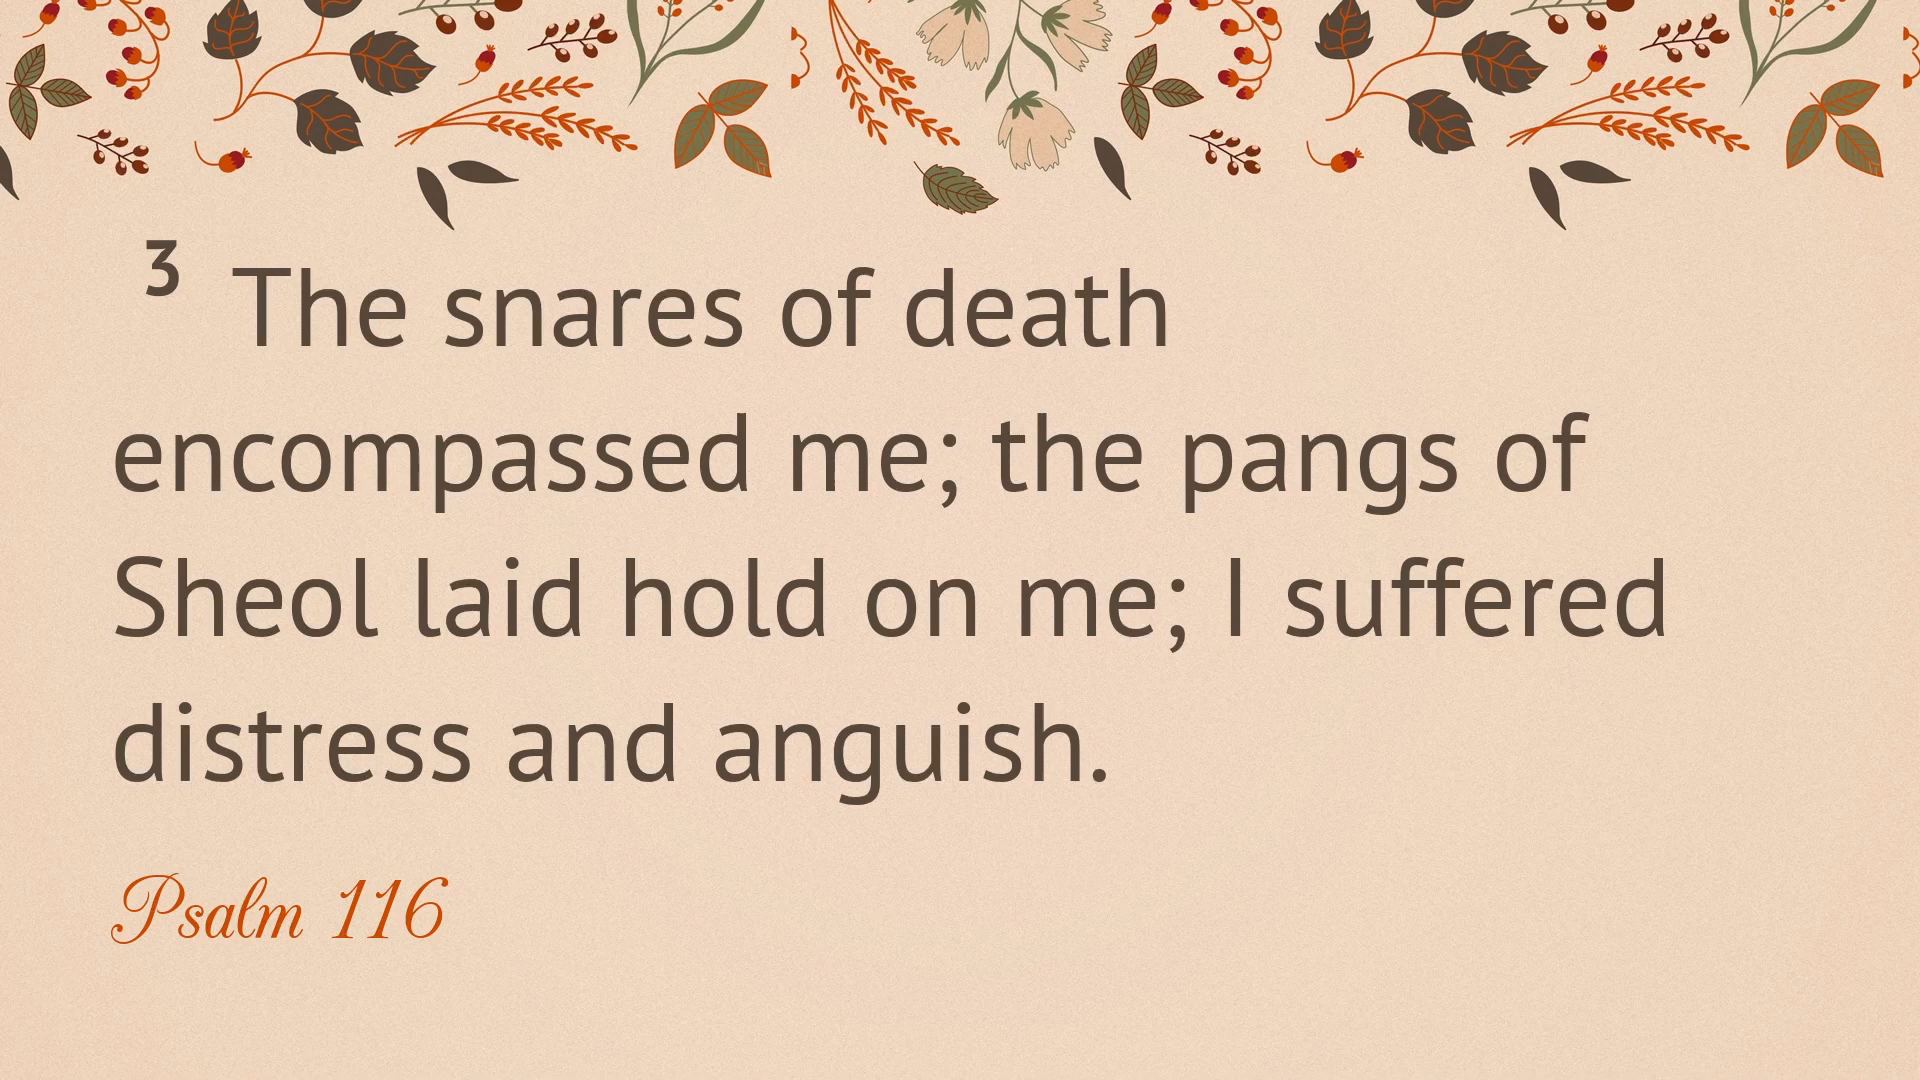 3 The snares of death
encompassed me; the pangs of
Sheol laid hold on me; I suffered
distress and anguish.
Psalm 116